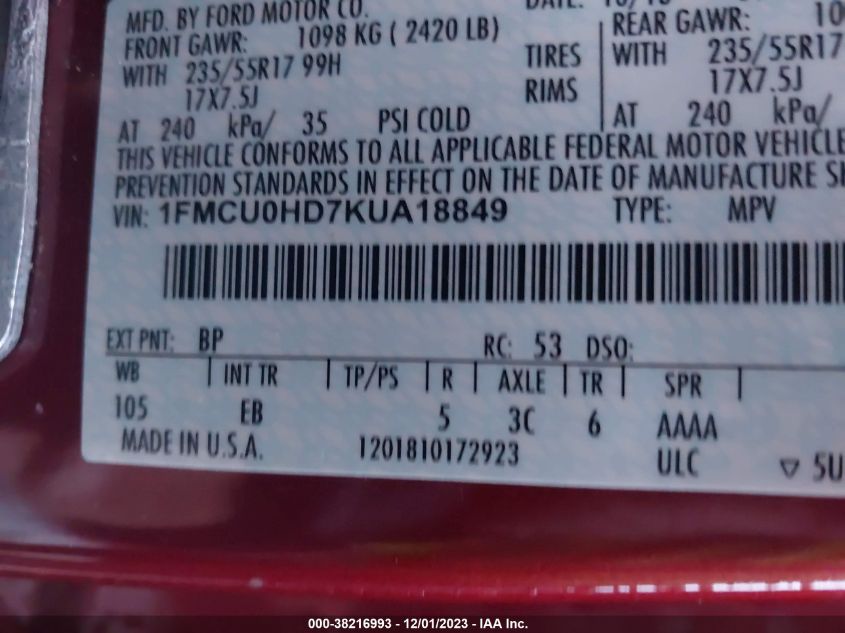 MFD. BY FORD MOTOR CO.
FRONT GAWR: 1098 KG ( 2420 LB) REAR GAWR: 10
WITH 235/55R17 99H TIRES WITH 235/55R17
17X7.5J RIMS 17X7.5J
AT 240 kPa/ 35 PSI COLD AT 240 kPa/
THIS VEHICLE CONFORMS TO ALL APPLICABLE FEDERAL MOTOR VEHICLE
PREVENTION STANDARDS IN EFFECT ON THE DATE OF MANUFACTURE
VIN: 1FMCU0HD7KUA18849 TYPE: MPV
EXT PNT: BP RC: 53 DSO:
WB INT TR TP/PS R AXLE TR SPR
105 EB 5 3C 6 AAAA
MADE IN U.S.A. 1201810172923 ULC ▽ 5U
000-38216993 - 12/01/2023 - IAA Inc.